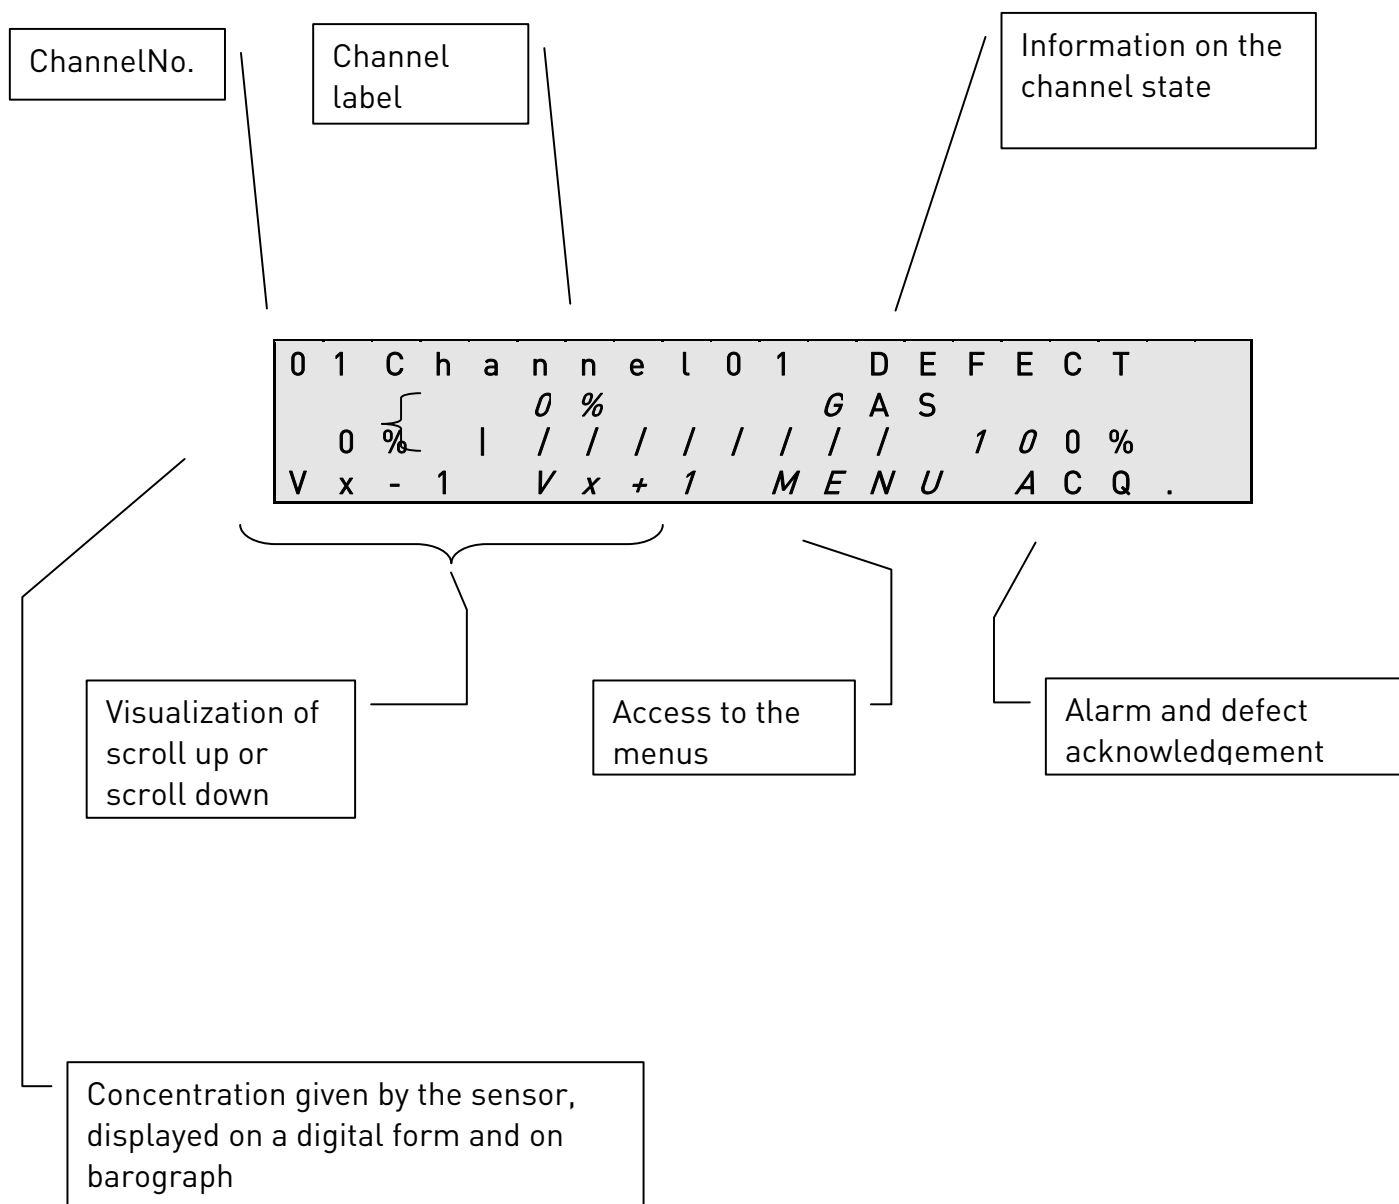 ChannelNo.
Channel
label
Information on the
channel state
01Channel01 DEFECT
0% GAS
0% |//////// 100%
Vx-1 Vx+1 MENU ACQ.
Visualization of
scroll up or
scroll down
Access to the
menus
Alarm and defect
acknowledgement
Concentration given by the sensor,
displayed on a digital form and on
barograph